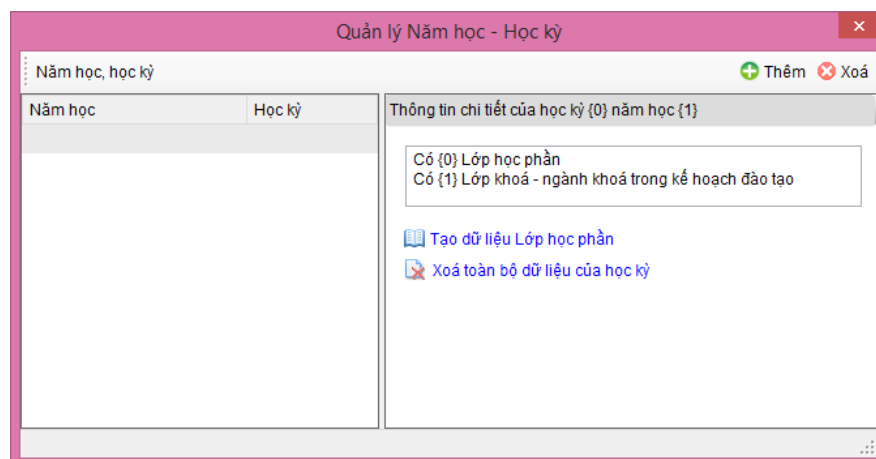 Quản lý Năm học - Học kỳ
Năm học, học kỳ Thêm Xoá
Năm học Học kỳ
Thông tin chi tiết của học kỳ {0} năm học {1}
Có {0} Lớp học phần
Có {1} Lớp khoá - ngành khoá trong kế hoạch đào tạo
Tạo dữ liệu Lớp học phần
Xoá toàn bộ dữ liệu của học kỳ